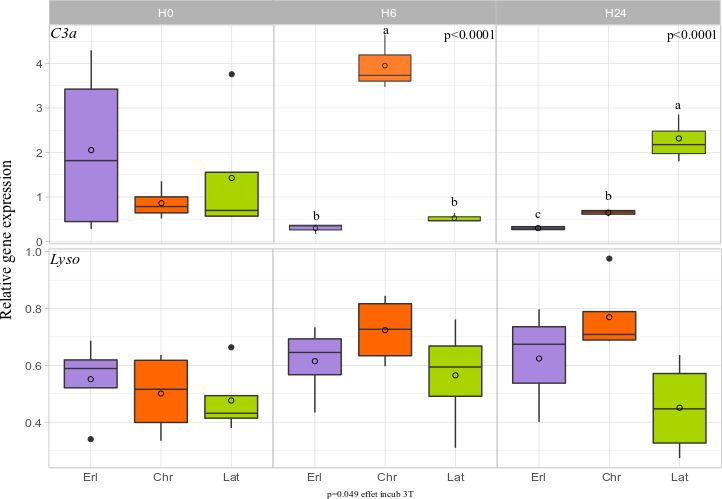 H0 H6 H24
C3a a p<0.0001 p<0.0001
4
3
a
2
b
b
b
1
c
0
Relative gene expression
1.0
Lyso
0.8
0.6
0.4
Erl Chr Lat Erl Chr Lat Erl Chr Lat
p=0.049 effet incub 3T